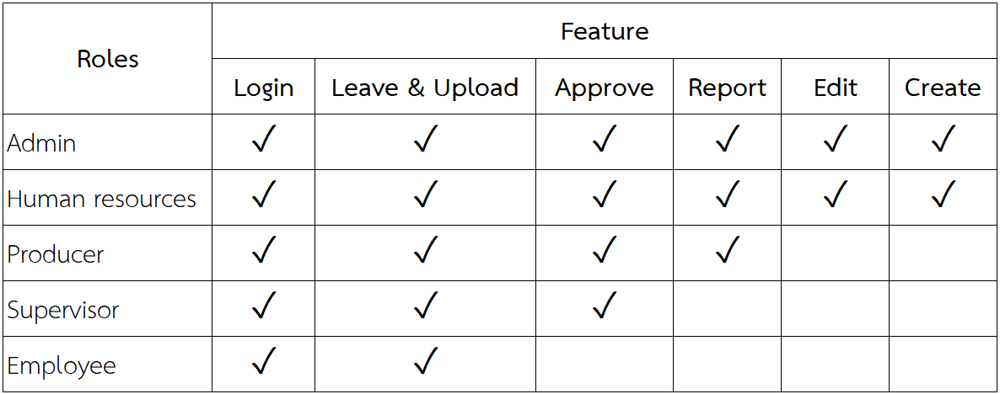 Roles
Feature
Login Leave & Upload Approve Report Edit Create
Admin ✓ ✓ ✓ ✓ ✓ ✓
Human resources ✓ ✓ ✓ ✓ ✓ ✓
Producer ✓ ✓ ✓ ✓
Supervisor ✓ ✓ ✓
Employee ✓ ✓